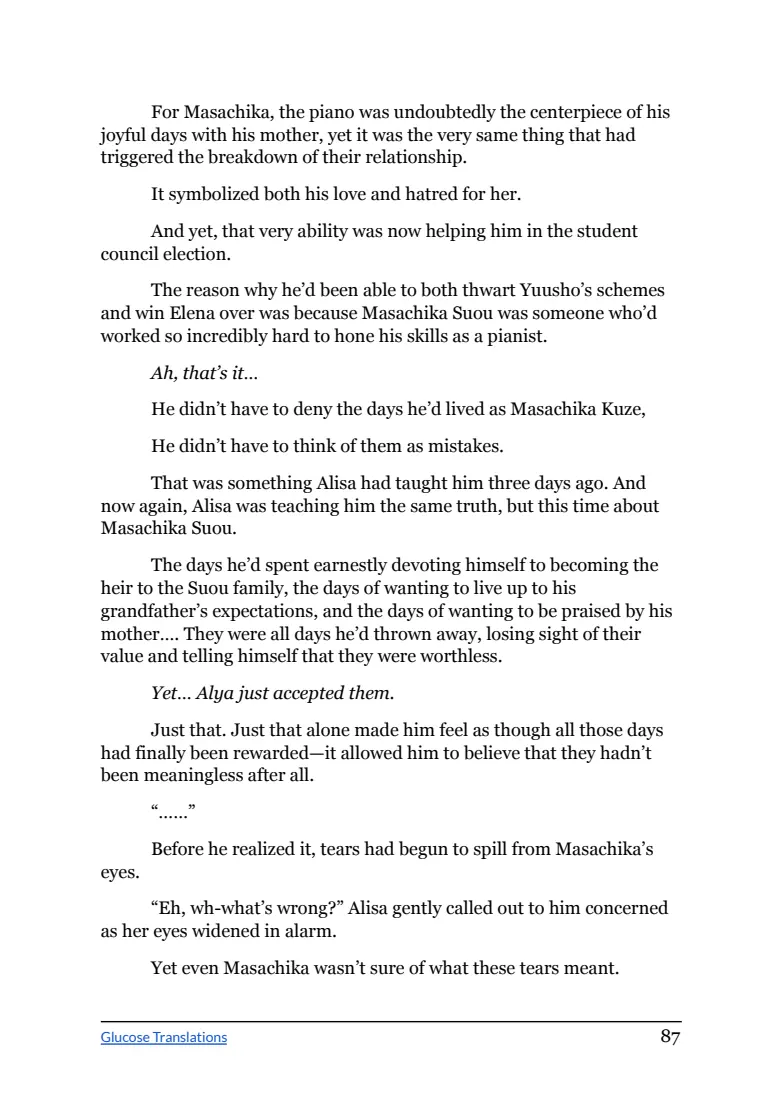 For Masachika, the piano was undoubtedly the centerpiece of his
joyful days with his mother, yet it was the very same thing that had
triggered the breakdown of their relationship.
It symbolized both his love and hatred for her.
And yet, that very ability was now helping him in the student
council election.
The reason why he’d been able to both thwart Yuusho’s schemes
and win Elena over was because Masachika Suou was someone who’d
worked so incredibly hard to hone his skills as a pianist.
Ah, that’s it…
He didn’t have to deny the days he’d lived as Masachika Kuze,
He didn’t have to think of them as mistakes.
That was something Alisa had taught him three days ago. And
now again, Alisa was teaching him the same truth, but this time about
Masachika Suou.
The days he’d spent earnestly devoting himself to becoming the
heir to the Suou family, the days of wanting to live up to his
grandfather’s expectations, and the days of wanting to be praised by his
mother…. They were all days he’d thrown away, losing sight of their
value and telling himself that they were worthless.
Yet… Alya just accepted them.
Just that. Just that alone made him feel as though all those days
had finally been rewarded—it allowed him to believe that they hadn’t
been meaningless after all.
“……”
Before he realized it, tears had begun to spill from Masachika’s
eyes.
“Eh, wh-what’s wrong?” Alisa gently called out to him concerned
as her eyes widened in alarm.
Yet even Masachika wasn’t sure of what these tears meant.
Glucose Translations
87